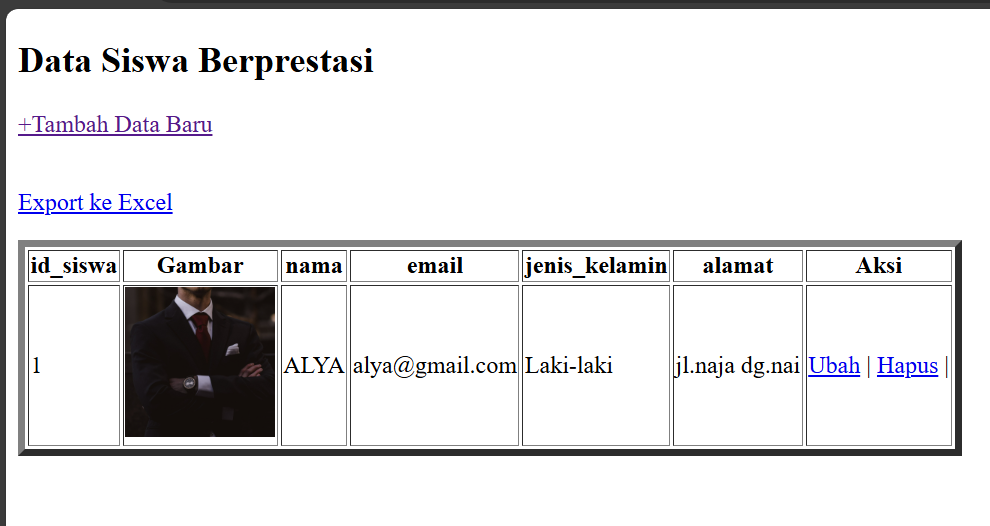 Data Siswa Berprestasi
+Tambah Data Baru
Export ke Excel
id_siswa Gambar nama email jenis_kelamin alamat Aksi
1 ALYA alya@gmail.com Laki-laki jl.naja dg.nai Ubah | Hapus |